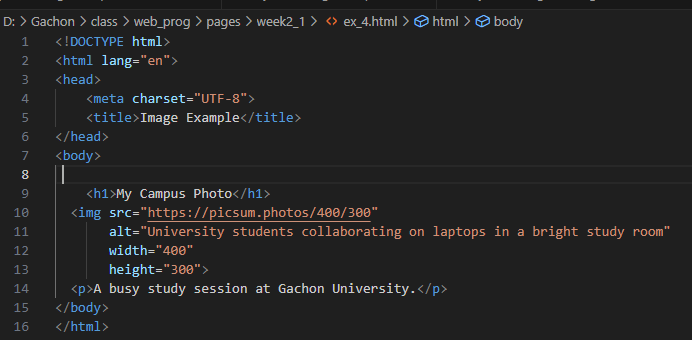 D: > Gachon > class > web_prog > pages > week2_1 > <> ex_4.html > html > body
1 <!DOCTYPE html>
2 <html lang="en">
3 <head>
4     <meta charset="UTF-8">
5     <title>Image Example</title>
6 </head>
7 <body>
8
9     <h1>My Campus Photo</h1>
10   <img src="https://picsum.photos/400/300"
11        alt="University students collaborating on laptops in a bright study room"
12        width="400"
13        height="300">
14   <p>A busy study session at Gachon University.</p>
15 </body>
16 </html>